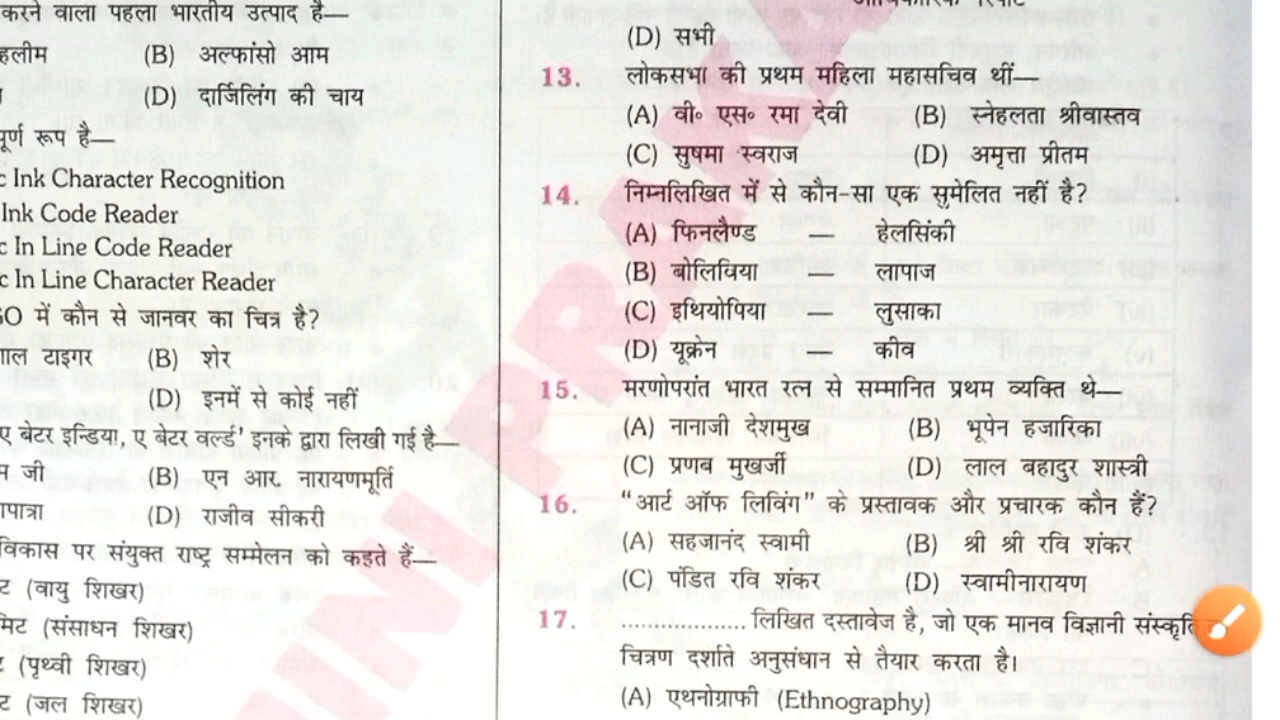 करने वाला पहला भारतीय उत्पाद है—
हलीम (B) अल्फांसो आम
(D) दार्जिलिंग की चाय
पूर्ण रूप है—
c Ink Character Recognition
Ink Code Reader
c In Line Code Reader
c In Line Character Reader
GO में कौन से जानवर का चित्र है?
गाल टाइगर (B) शेर
(D) इनमें से कोई नहीं
ए बेटर इन्डिया, ए बेटर वर्ल्ड' इनके द्वारा लिखी गई है—
म जी (B) एन आर. नारायणमूर्ति
गपात्रा (D) राजीव सीकरी
विकास पर संयुक्त राष्ट्र सम्मेलन को कहते हैं—
ट (वायु शिखर)
मिट (संसाधन शिखर)
ट (पृथ्वी शिखर)
ट (जल शिखर)
(D) सभी
13. लोकसभा की प्रथम महिला महासचिव थीं—
(A) वी॰ एस॰ रमा देवी (B) स्नेहलता श्रीवास्तव
(C) सुषमा स्वराज (D) अमृत्ता प्रीतम
14. निम्नलिखित में से कौन-सा एक सुमेलित नहीं है?
(A) फिनलैण्ड — हेलसिंकी
(B) बोलिविया — लापाज
(C) इथियोपिया — लुसाका
(D) यूक्रेन — कीव
15. मरणोपरांत भारत रत्न से सम्मानित प्रथम व्यक्ति थे—
(A) नानाजी देशमुख (B) भूपेन हजारिका
(C) प्रणब मुखर्जी (D) लाल बहादुर शास्त्री
16. “आर्ट ऑफ लिविंग” के प्रस्तावक और प्रचारक कौन हैं?
(A) सहजानंद स्वामी (B) श्री श्री रवि शंकर
(C) पंडित रवि शंकर (D) स्वामीनारायण
17. .................... लिखित दस्तावेज है, जो एक मानव विज्ञानी संस्कृति
चित्रण दर्शाते अनुसंधान से तैयार करता है।
(A) एथनोग्राफी (Ethnography)